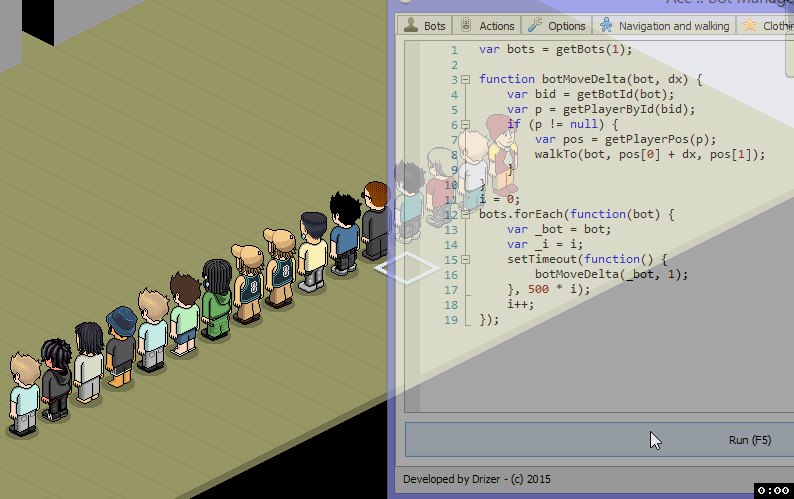 Ace :: Bot Manage
Bots Actions Options Navigation and walking Clothin
1 var bots = getBots(1);
2
3 function botMoveDelta(bot, dx) {
4 var bid = getBotId(bot);
5 var p = getPlayerById(bid);
6 if (p != null) {
7 var pos = getPlayerPos(p);
8 walkTo(bot, pos[0] + dx, pos[1]);
9 }
10 }
11 i = 0;
12 bots.forEach(function(bot) {
13 var _bot = bot;
14 var _i = i;
15 setTimeout(function() {
16 botMoveDelta(_bot, 1);
17 }, 500 * i);
18 i++;
19 });
8
8
Run (F5)
Developed by Drizer - (c) 2015
0:00